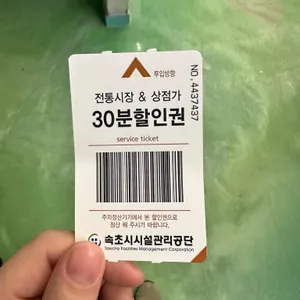 투입방향
NO.4437437
전통시장 & 상점가
30분할인권
service ticket
주차정산기기에서 본 할인권으로
정산 해 주시기 바랍니다.
속초시시설관리공단
Sokcho Facilities Management Corporation